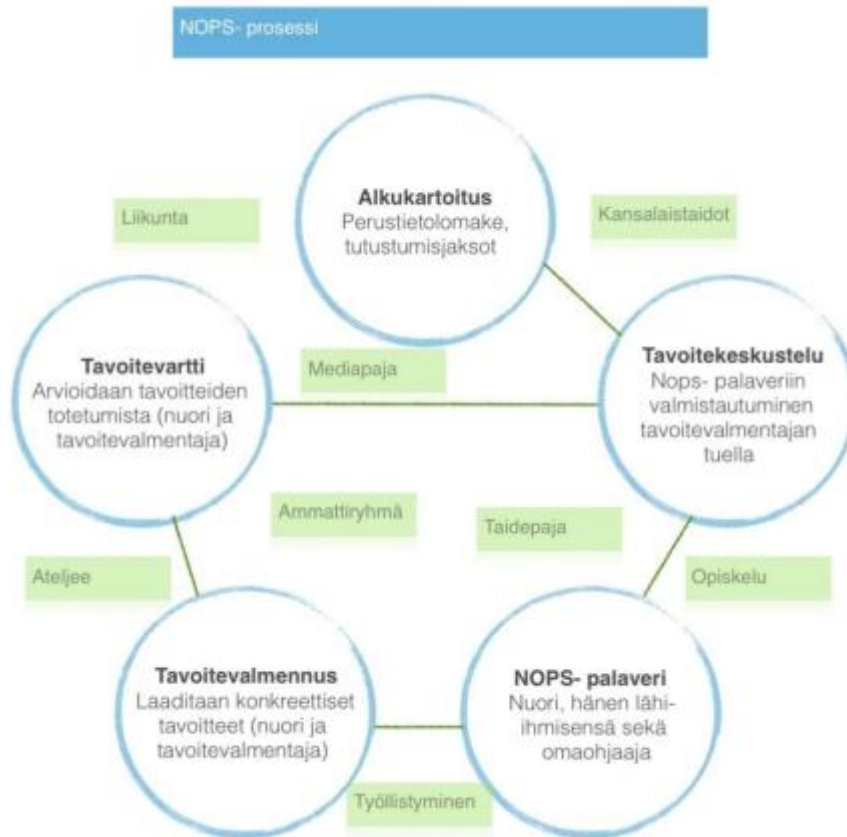 NOPS- prosessi
Alkukartoitus
Perustietolomake,
tutustumisjaksot
Liikunta
Kansalaistaidot
Tavoitevartti
Arvioidaan tavoitteiden
totetumista (nuori ja
tavoitevalmentaja)
Mediapaja
Tavoitekeskustelu
Nops- palaveriin
valmistautuminen
tavoitevalmentajan
tuella
Ammattiryhmä
Taidepaja
Ateljee
Opiskelu
Tavoitevalmennus
Laaditaan konkreettiset
tavoitteet (nuori ja
tavoitevalmentaja)
NOPS- palaveri
Nuori, hänen lähi-
ihmisensä sekä
omaohjaaja
Työllistyminen